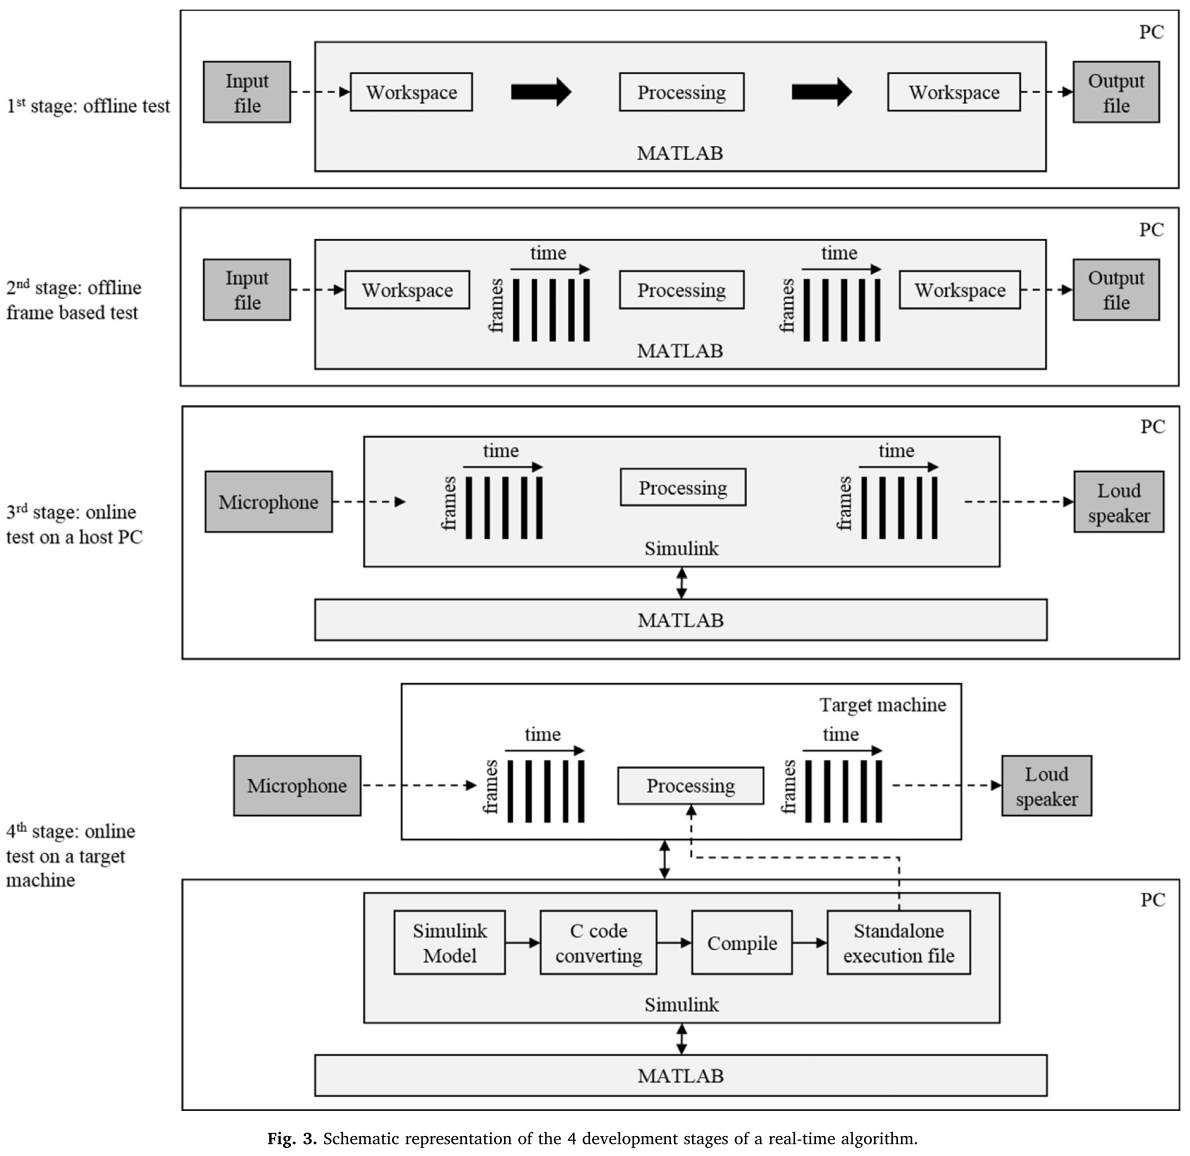 PC
1st stage: offline test
Input
file
Workspace
Processing
Workspace
Output
file
MATLAB
PC
2nd stage: offline
frame based test
Input
file
Workspace
time
frames
Processing
time
frames
Workspace
Output
file
MATLAB
PC
3rd stage: online
test on a host PC
Microphone
time
frames
Processing
time
frames
Loud
speaker
Simulink
MATLAB
4th stage: online
test on a target
machine
Target machine
Microphone
time
frames
Processing
time
frames
Loud
speaker
PC
Simulink
Model
C code
converting
Compile
Standalone
execution file
Simulink
MATLAB
Fig. 3. Schematic representation of the 4 development stages of a real-time algorithm.